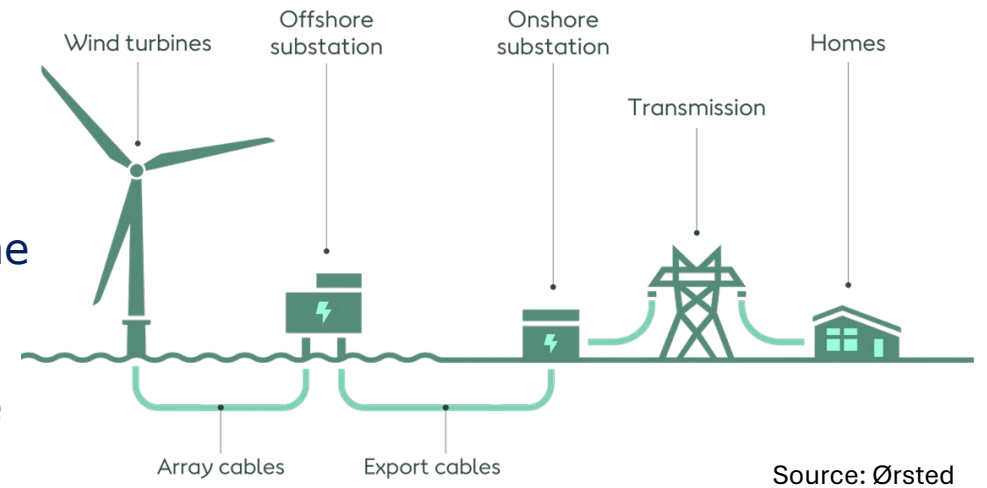 Offshore
substation
Onshore
substation
Wind turbines
Homes
Transmission
Array cables
Export cables
Source: Ørsted